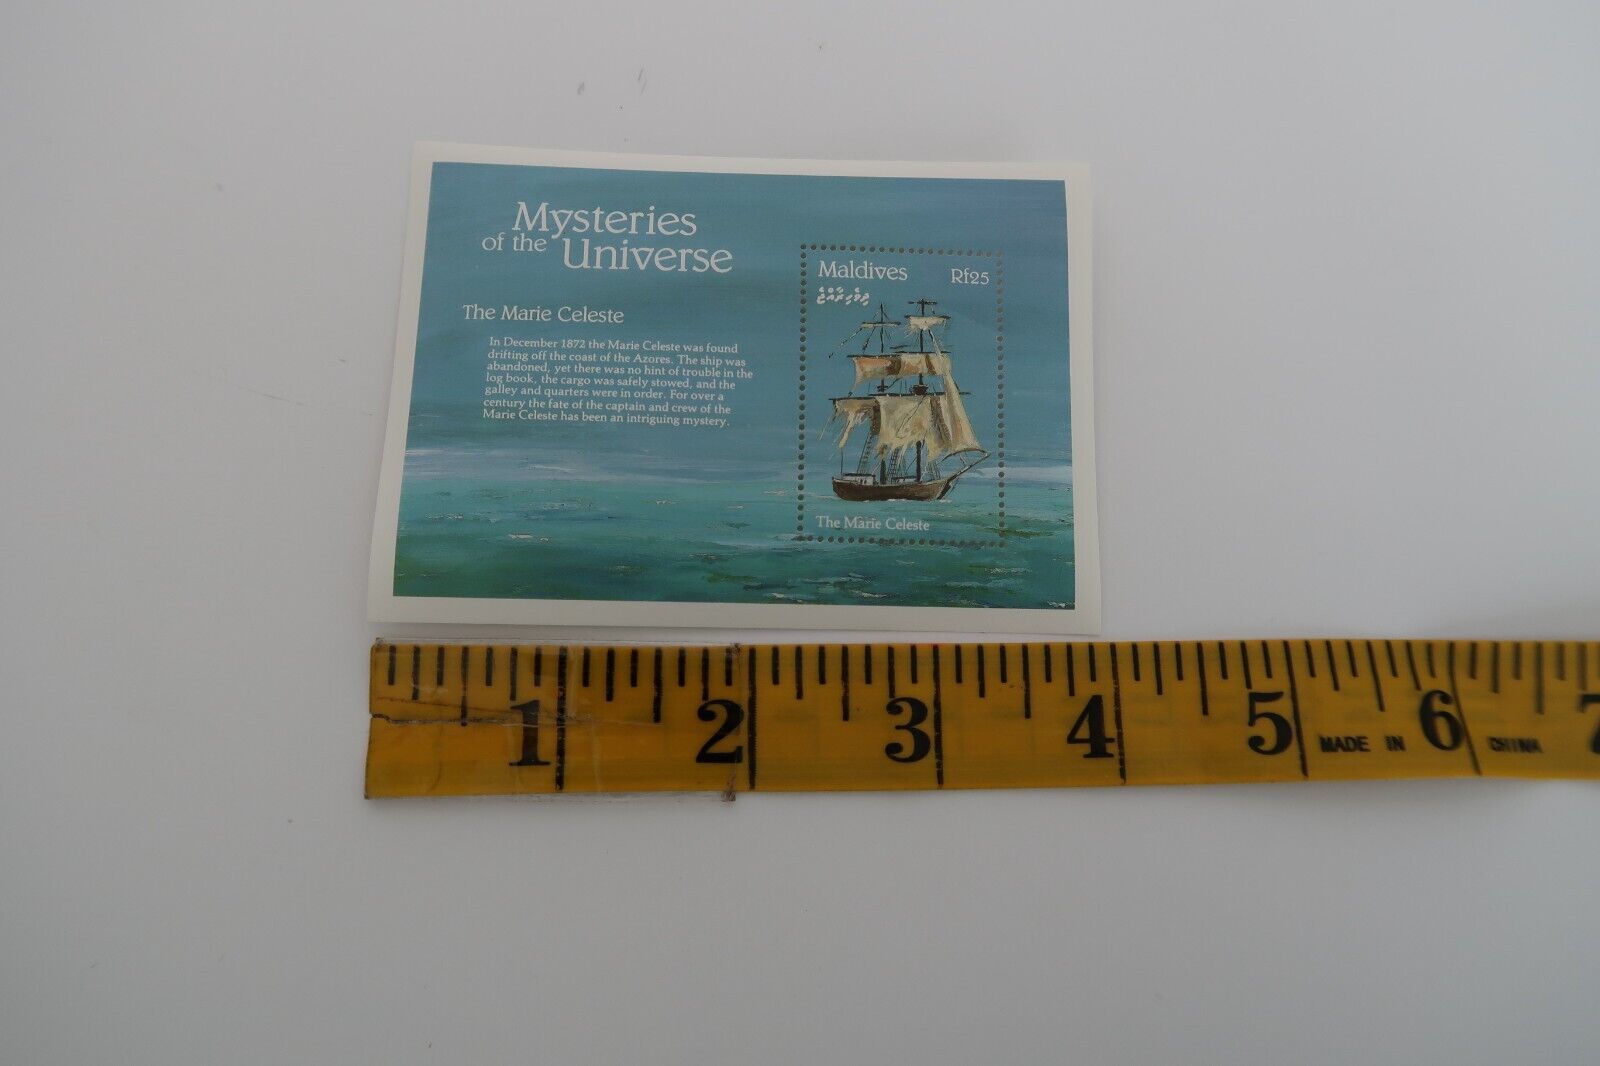 Mysteries
of the Universe
The Marie Celeste
In December 1872 the Marie Celeste was found
drifting off the coast of the Azores. The ship was
abandoned, yet there was no hint of trouble in the
log book, the cargo was safely stowed, and the
galley and quarters were in order. For over a
century the fate of the captain and crew of the
Marie Celeste has been an intriguing mystery.
Maldives Rf25
ދިވެހިރާއްޖެ
The Marie Celeste
1 2 3 4 5 MADE IN 6 CHINA 7